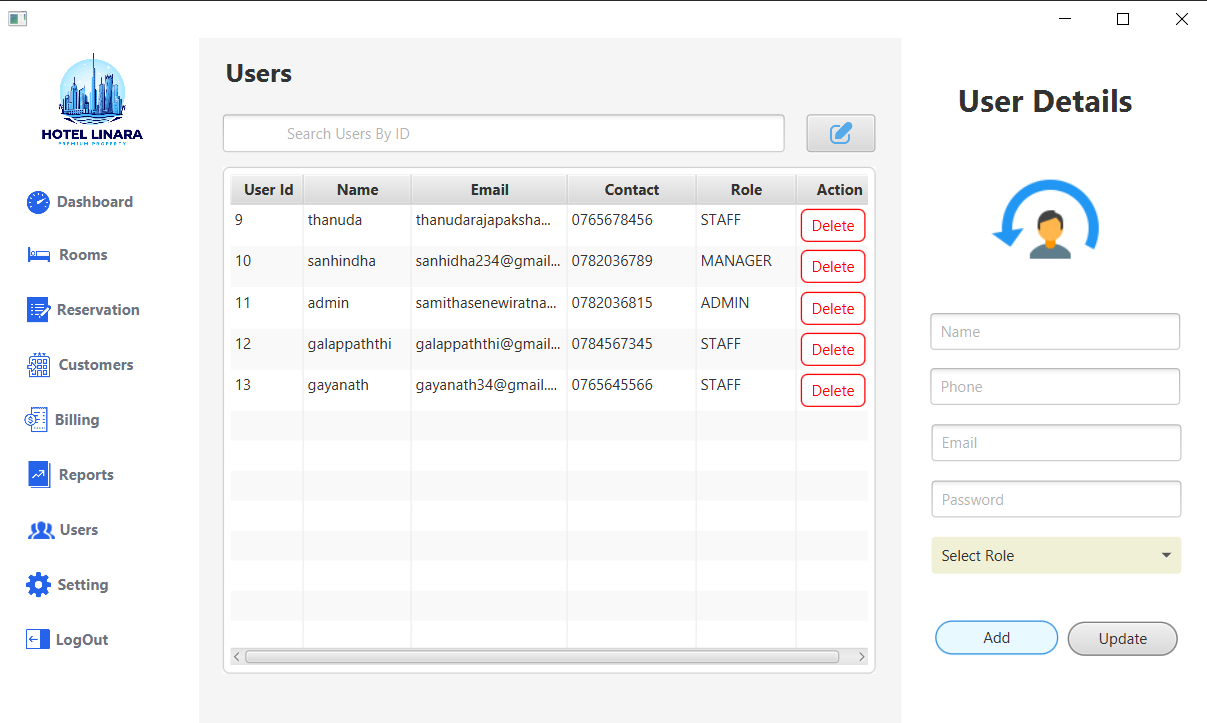 HOTEL LINARA
PREMIUM PROPERTY
Dashboard
Rooms
Reservation
Customers
Billing
Reports
Users
Setting
LogOut
Users
Search Users By ID
User Id Name Email Contact Role Action
9 thanuda thanudarajapaksha... 0765678456 STAFF Delete
10 sanhindha sanhidha234@gmail... 0782036789 MANAGER Delete
11 admin samithasenewiratna... 0782036815 ADMIN Delete
12 galappaththi galappaththi@gmail... 0784567345 STAFF Delete
13 gayanath gayanath34@gmail.... 0765645566 STAFF Delete
User Details
Name
Phone
Email
Password
Select Role
Add Update